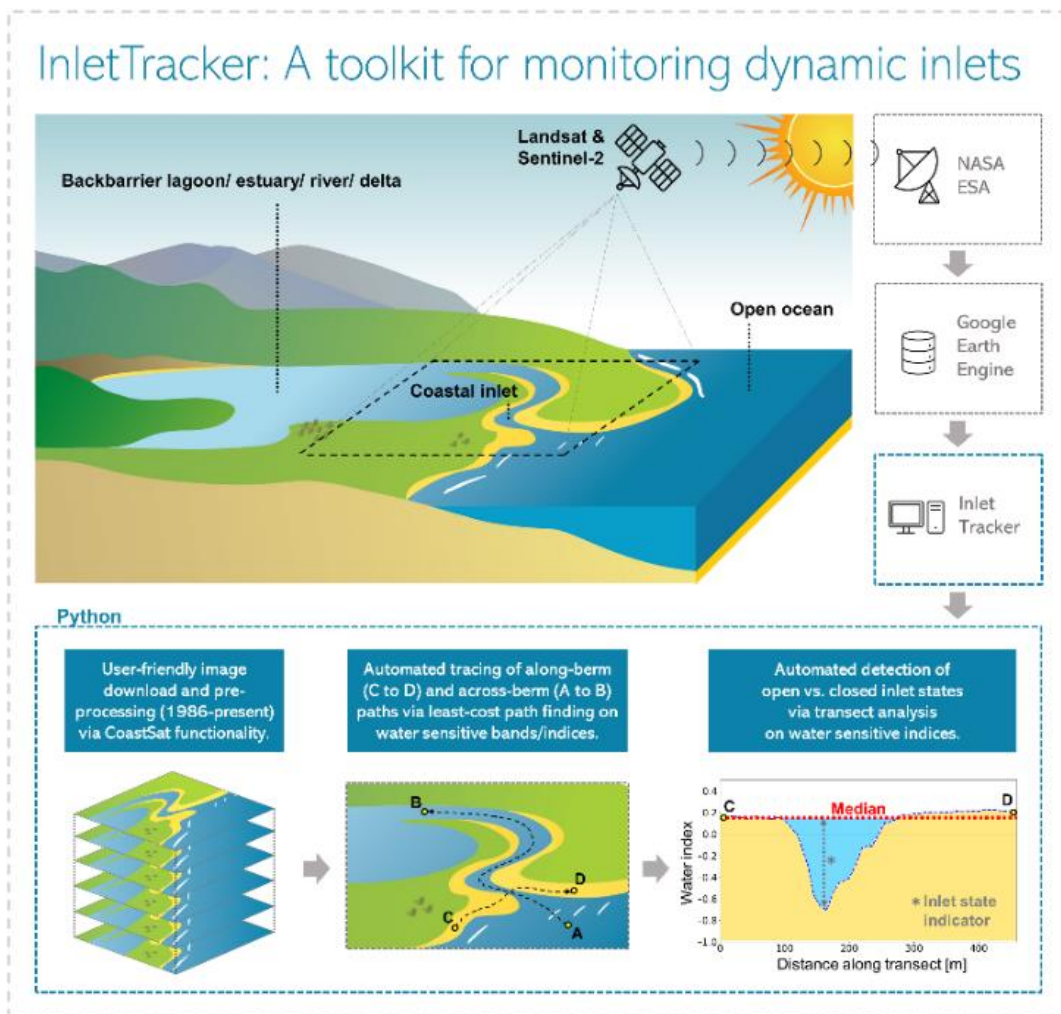 InletTracker: A toolkit for monitoring dynamic inlets
Landsat &
Sentinel-2
Backbarrier lagoon/ estuary/ river/ delta
Open ocean
Coastal inlet
NASA
ESA
Google
Earth
Engine
Inlet
Tracker
Python
User-friendly image
download and pre-
processing (1986-present)
via CoastSat functionality.
Automated tracing of along-berm
(C to D) and across-berm (A to B)
paths via least-cost path finding on
water sensitive bands/indices.
Automated detection of
open vs. closed inlet states
via transect analysis
on water sensitive indices.
B
D
C
A
0.4
0.2
0.0
-0.2
-0.4
-0.6
-0.8
-1.0
Water index
C
Median
D
*
* Inlet state
indicator
0 100 200 300 400
Distance along transect [m]